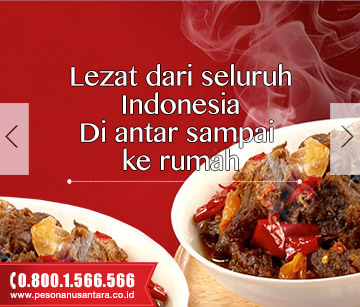 Lezat dari seluruh
Indonesia
Di antar sampai
ke rumah
0.800.1.566.566
www.pesonanusantara.co.id